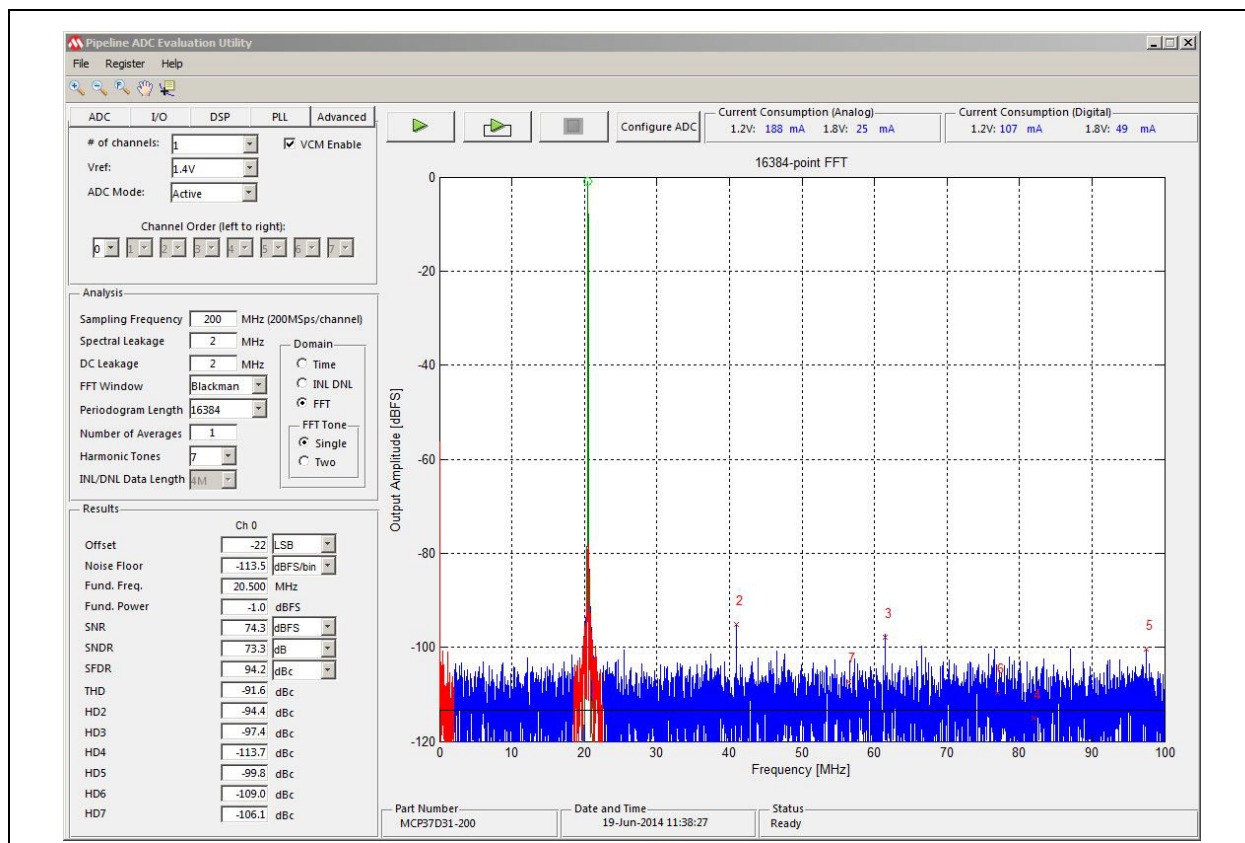 Pipeline ADC Evaluation Utility
File Register Help
ADC I/O DSP PLL Advanced
# of channels: 1 VCM Enable
Vref: 1.4V
ADC Mode: Active
Channel Order (left to right):
0 1 2 3 4 5 6 7
Configure ADC
Current Consumption (Analog)
1.2V: 188 mA 1.8V: 25 mA
Current Consumption (Digital)
1.2V: 107 mA 1.8V: 49 mA
Analysis
Sampling Frequency 200 MHz (200MSps/channel)
Spectral Leakage 2 MHz
DC Leakage 2 MHz
FFT Window Blackman
Periodogram Length 16384
Number of Averages 1
Harmonic Tones 7
INL/DNL Data Length 4M
Domain
Time
INL DNL
FFT
FFT Tone
Single
Two
Results
Ch 0
Offset -22 LSB
Noise Floor -113.5 dBFS/bin
Fund. Freq. 20.500 MHz
Fund. Power -1.0 dBFS
SNR 74.3 dBFS
SNDR 73.3 dB
SFDR 94.2 dBc
THD -91.6 dBc
HD2 -94.4 dBc
HD3 -97.4 dBc
HD4 -113.7 dBc
HD5 -99.8 dBc
HD6 -109.0 dBc
HD7 -106.1 dBc
16384-point FFT
Output Amplitude [dBFS]
0
-20
-40
-60
-80
-100
-120
2
3
5
7
6
4
0 10 20 30 40 50 60 70 80 90 100
Frequency [MHz]
Part Number
MCP37D31-200
Date and Time
19-Jun-2014 11:38:27
Status
Ready